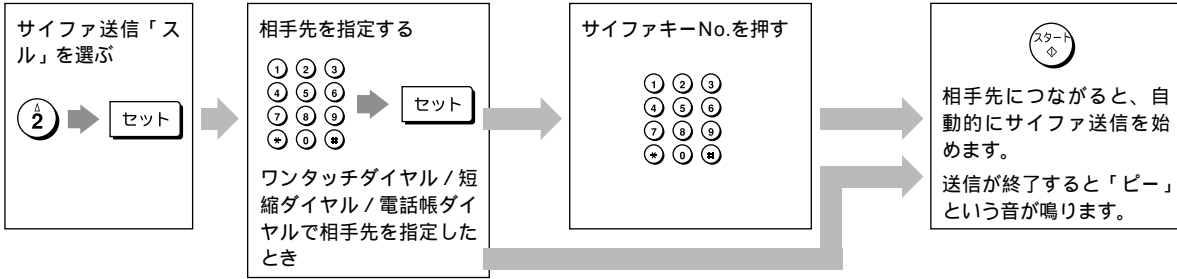 サイファ送信「ス
ル」を選ぶ
2
セット
相手先を指定する
1 2 3
4 5 6
7 8 9
* 0 #
セット
ワンタッチダイヤル / 短
縮ダイヤル / 電話帳ダイ
ヤルで相手先を指定した
とき
サイファキーNo.を押す
1 2 3
4 5 6
7 8 9
* 0 #
スタート
相手先につながると、自
動的にサイファ送信を始
めます。
送信が終了すると「ピー」
という音が鳴ります。